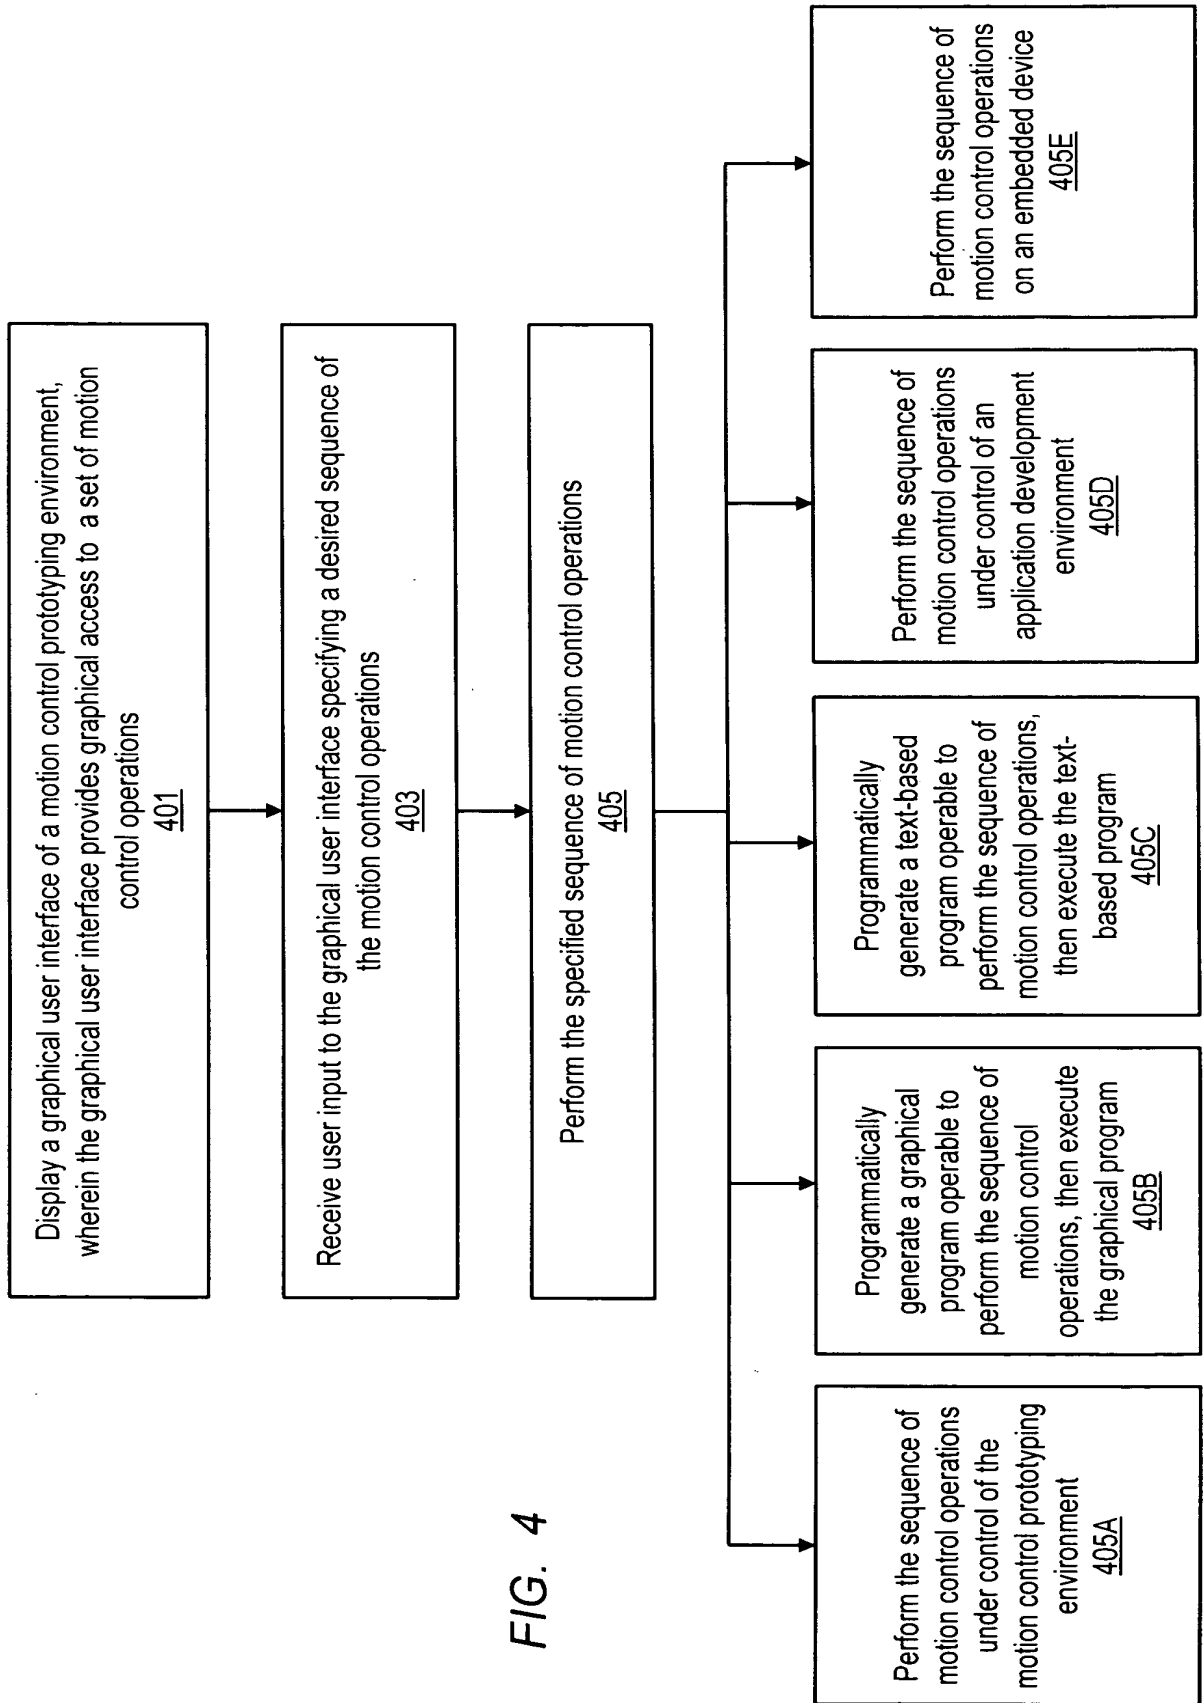 Display a graphical user interface of a motion control prototyping environment,
wherein the graphical user interface provides graphical access to a set of motion
control operations
401
Receive user input to the graphical user interface specifying a desired sequence of
the motion control operations
403
Perform the specified sequence of motion control operations
405
Perform the sequence of
motion control operations
under control of the
motion control prototyping
environment
405A
Programmatically
generate a graphical
program operable to
perform the sequence of
motion control
operations, then execute
the graphical program
405B
Programmatically
generate a text-based
program operable to
perform the sequence of
motion control operations,
then execute the text-
based program
405C
Perform the sequence of
motion control operations
under control of an
application development
environment
405D
Perform the sequence of
motion control operations
on an embedded device
405E
FIG. 4